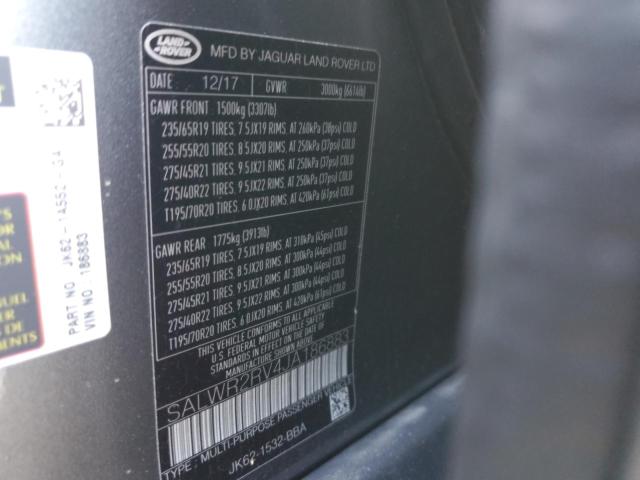 LAND ROVER
MFD BY JAGUAR LAND ROVER LTD
DATE 12/17 GVWR 3000kg (6614lb)
GAWR FRONT 1500kg (3307lb)
235/65R19 TIRES, 7.5JX19 RIMS, AT 260kPa (38psi) COLD
255/55R20 TIRES, 8.5JX20 RIMS, AT 250kPa (37psi) COLD
275/45R21 TIRES, 9.5JX21 RIMS, AT 250kPa (37psi) COLD
275/40R22 TIRES, 9.5JX22 RIMS, AT 250kPa (37psi) COLD
T195/70R20 TIRES, 6.0JX20 RIMS, AT 420kPa (61psi) COLD
GAWR REAR 1775kg (3913lb)
235/65R19 TIRES, 7.5JX19 RIMS, AT 310kPa (45psi) COLD
255/55R20 TIRES, 8.5JX20 RIMS, AT 300kPa (44psi) COLD
275/45R21 TIRES, 9.5JX21 RIMS, AT 300kPa (44psi) COLD
275/40R22 TIRES, 9.5JX22 RIMS, AT 300kPa (44psi) COLD
T195/70R20 TIRES, 6.0JX20 RIMS, AT 420kPa (61psi) COLD
THIS VEHICLE CONFORMS TO ALL APPLICABLE
U.S. FEDERAL MOTOR VEHICLE SAFETY
STANDARDS IN EFFECT ON THE DATE OF
MANUFACTURE SHOWN ABOVE.
SALWR2RV4JA186883
TYPE: MULTI-PURPOSE PASSENGER VEHICLE
JK62-1532-BBA
PART NO. JK62-1A552-GA
VIN NO: 186883